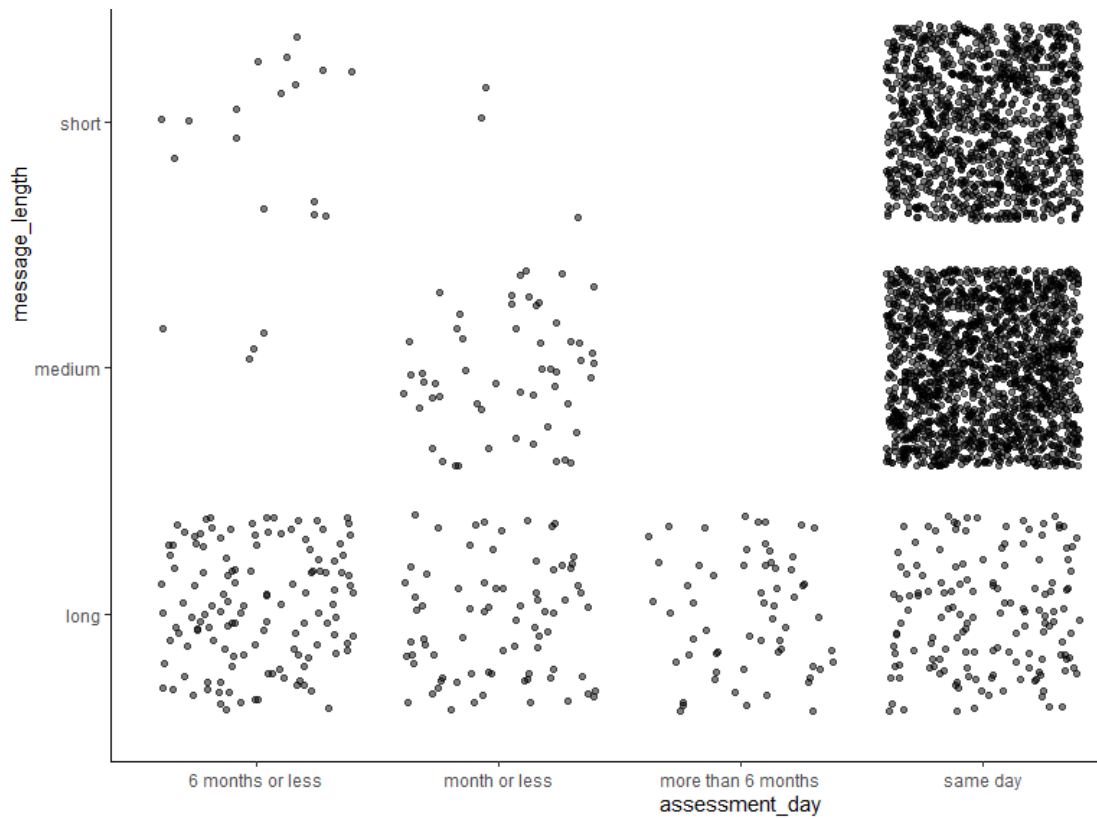 message_length
short
medium
long
6 months or less
month or less
more than 6 months
same day
assessment_day